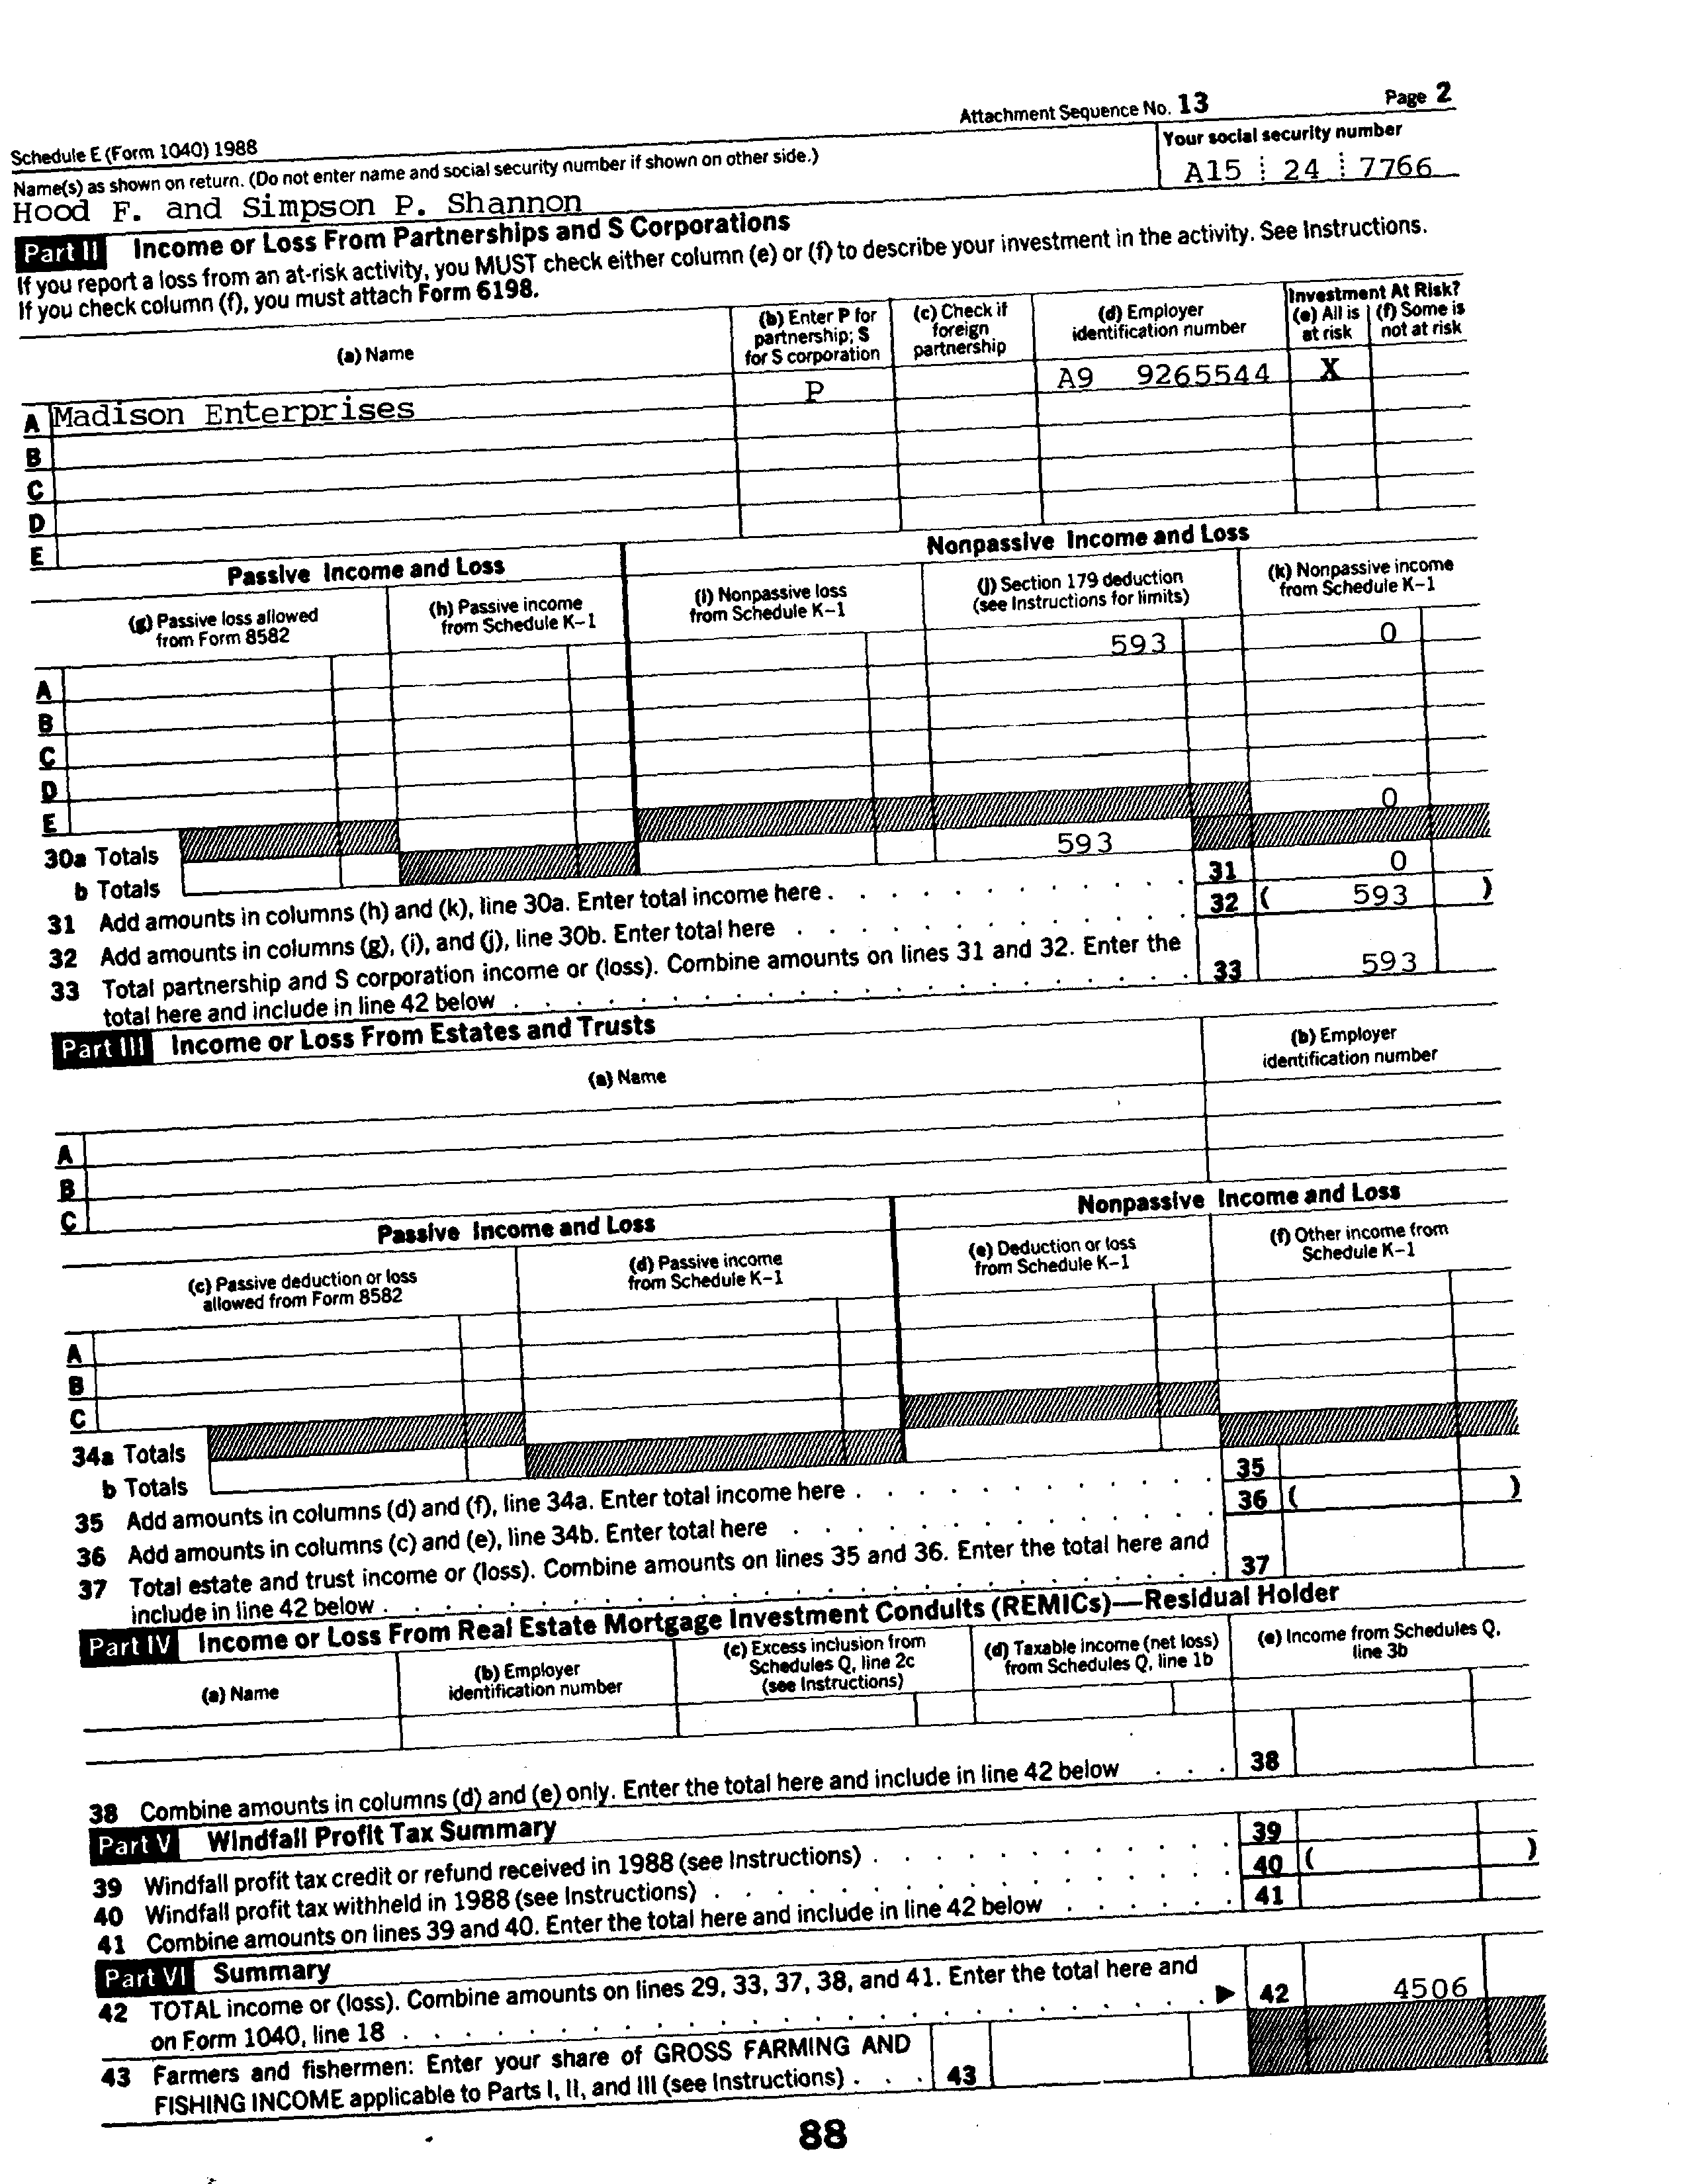 Schedule E (Form 1040) 1988
Attachment Sequence No. 13
Page 2
Name(s) as shown on return. (Do not enter name and social security number if shown on other side.)
Your social security number
Hood F. and Simpson P. Shannon
A15 24 7766
Part II Income or Loss From Partnerships and S Corporations
If you report a loss from an at-risk activity, you MUST check either column (e) or (f) to describe your investment in the activity. See Instructions.
If you check column (f), you must attach Form 6198.
(a) Name
(b) Enter P for
partnership; S
for S corporation
(c) Check if
foreign
partnership
(d) Employer
identification number
Investment At Risk?
(e) All is
at risk
(f) Some is
not at risk
A Madison Enterprises P A9 9265544 X
B
C
D
E
Passive Income and Loss
Nonpassive Income and Loss
(g) Passive loss allowed
from Form 8582
(h) Passive income
from Schedule K–1
(i) Nonpassive loss
from Schedule K–1
(j) Section 179 deduction
(see Instructions for limits)
(k) Nonpassive income
from Schedule K–1
A 593 0
B
C
D
E
30a Totals 0
b Totals 593
31 Add amounts in columns (h) and (k), line 30a. Enter total income here . . . . . . . . . . 31 0
32 Add amounts in columns (g), (i), and (j), line 30b. Enter total here . . . . . . . . . . 32 ( 593 )
33 Total partnership and S corporation income or (loss). Combine amounts on lines 31 and 32. Enter the
total here and include in line 42 below . . . . . . . . . . 33 593
Part III Income or Loss From Estates and Trusts
(a) Name
(b) Employer
identification number
A
B
C
Passive Income and Loss
Nonpassive Income and Loss
(c) Passive deduction or loss
allowed from Form 8582
(d) Passive income
from Schedule K–1
(e) Deduction or loss
from Schedule K–1
(f) Other income from
Schedule K–1
A
B
C
34a Totals
b Totals
35 Add amounts in columns (d) and (f), line 34a. Enter total income here . . . . . . . . . . 35
36 Add amounts in columns (c) and (e), line 34b. Enter total here . . . . . . . . . . 36 ( )
37 Total estate and trust income or (loss). Combine amounts on lines 35 and 36. Enter the total here and
include in line 42 below . . . . . . . . . . 37
Part IV Income or Loss From Real Estate Mortgage Investment Conduits (REMICs)—Residual Holder
(a) Name
(b) Employer
identification number
(c) Excess inclusion from
Schedules Q, line 2c
(see Instructions)
(d) Taxable income (net loss)
from Schedules Q, line 1b
(e) Income from Schedules Q,
line 3b
38 Combine amounts in columns (d) and (e) only. Enter the total here and include in line 42 below . . . 38
Part V Windfall Profit Tax Summary
39 Windfall profit tax credit or refund received in 1988 (see Instructions) . . . . . . . . . . 39
40 Windfall profit tax withheld in 1988 (see Instructions) . . . . . . . . . . 40 ( )
41 Combine amounts on lines 39 and 40. Enter the total here and include in line 42 below . . . . . . 41
Part VI Summary
42 TOTAL income or (loss). Combine amounts on lines 29, 33, 37, 38, and 41. Enter the total here and
on Form 1040, line 18 . . . . . . . . . . ▶ 42 4506
43 Farmers and fishermen: Enter your share of GROSS FARMING AND
FISHING INCOME applicable to Parts I, II, and III (see Instructions) . . . 43
88